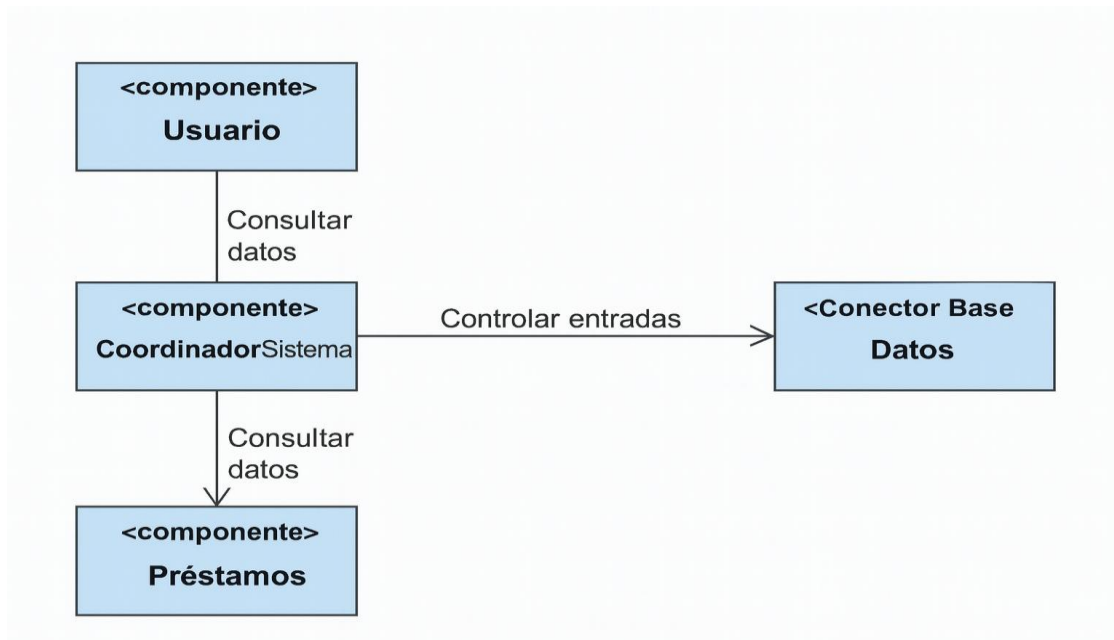 <componente>
Usuario
Consultar
datos
<componente>
CoordinadorSistema
Controlar entradas
<Conector Base
Datos
Consultar
datos
<componente>
Préstamos